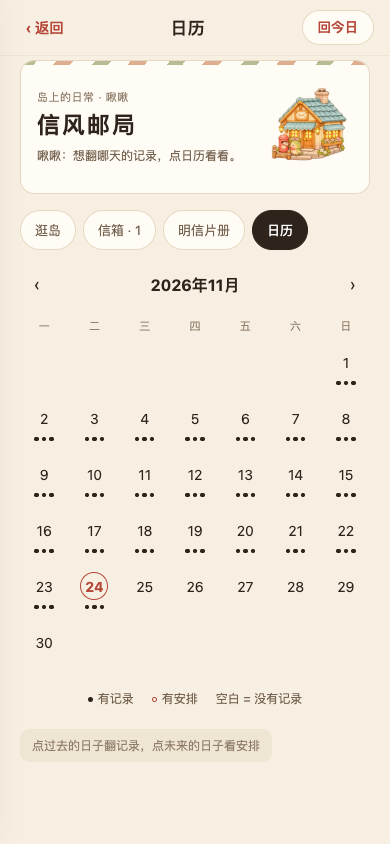 ‹ 返回
日历
回今日
岛上的日常 · 啾啾
信风邮局
啾啾：想翻哪天的记录，点日历看看。
逛岛
信箱 · 1
明信片册
日历
‹ 2026年11月 ›
一 二 三 四 五 六 日
1
2 3 4 5 6 7 8
9 10 11 12 13 14 15
16 17 18 19 20 21 22
23 24 25 26 27 28 29
30
有记录 有安排 空白 = 没有记录
点过去的日子翻记录，点未来的日子看安排